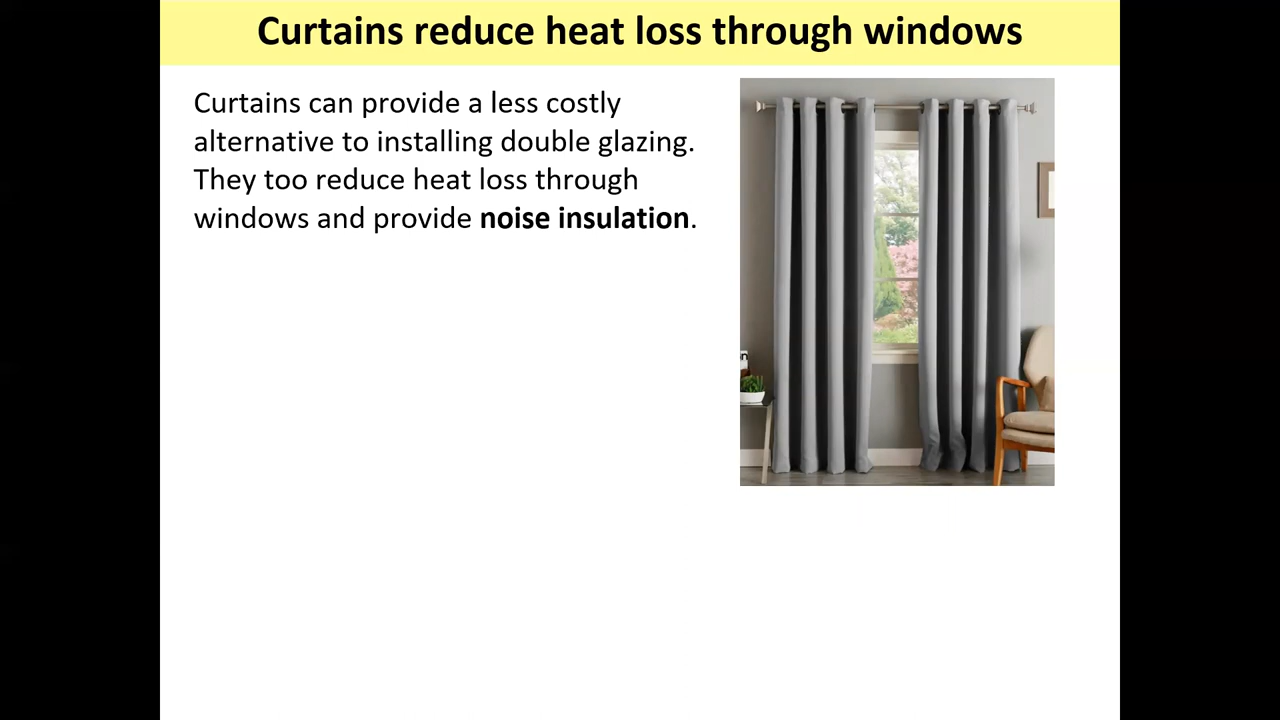 Curtains reduce heat loss through windows
Curtains can provide a less costly
alternative to installing double glazing.
They too reduce heat loss through
windows and provide noise insulation.